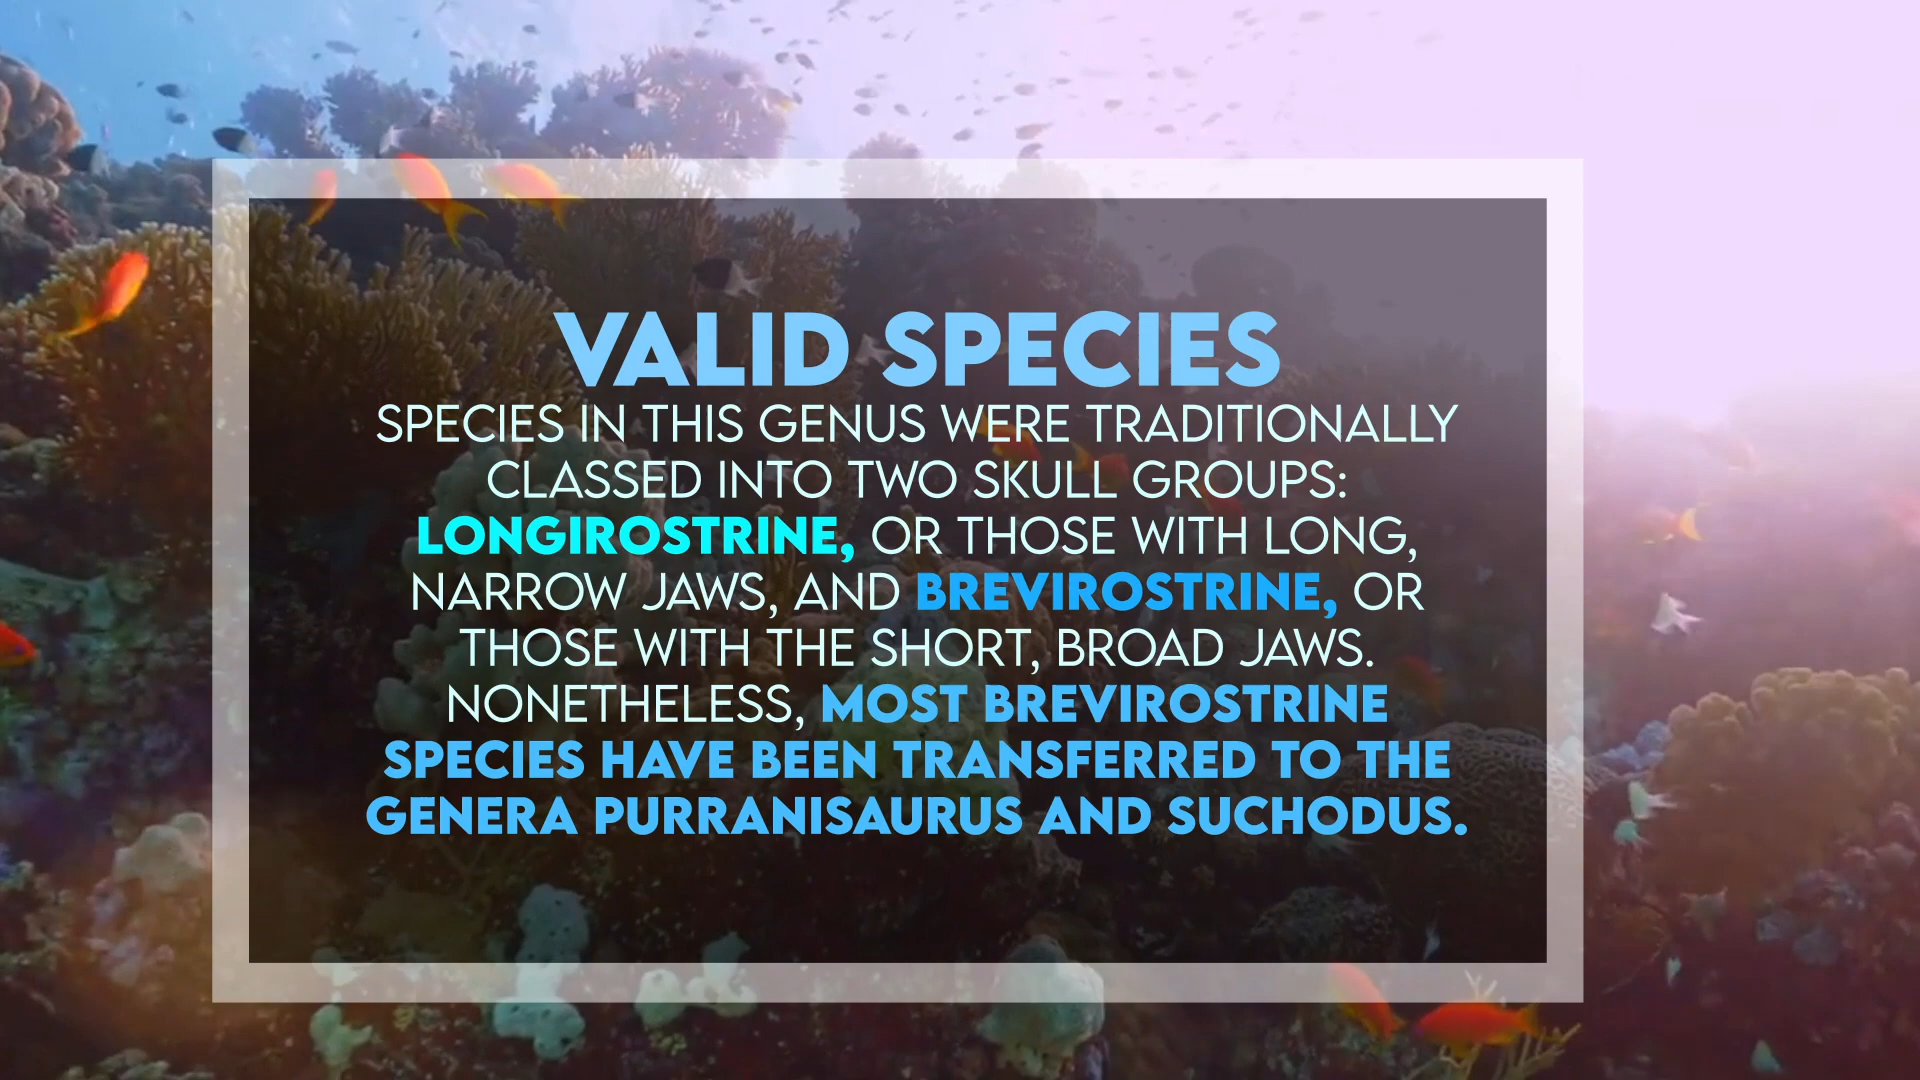 VALID SPECIES
SPECIES IN THIS GENUS WERE TRADITIONALLY
CLASSED INTO TWO SKULL GROUPS:
LONGIROSTRINE, OR THOSE WITH LONG,
NARROW JAWS, AND BREVIROSTRINE, OR
THOSE WITH THE SHORT, BROAD JAWS.
NONETHELESS, MOST BREVIROSTRINE
SPECIES HAVE BEEN TRANSFERRED TO THE
GENERA PURRANISAURUS AND SUCHODUS.